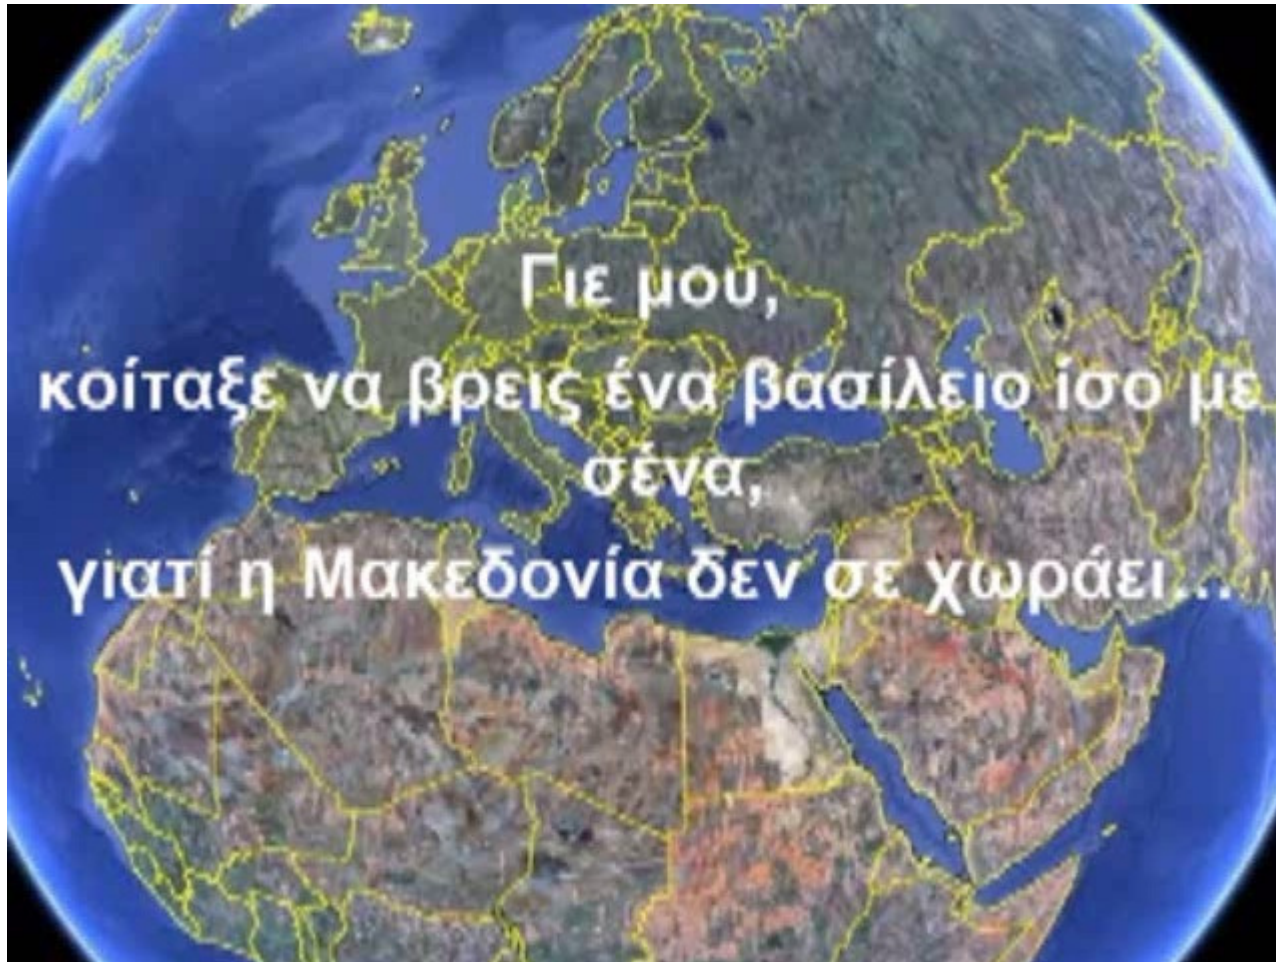 Γιε μου,
κοίταξε να βρεις ένα βασίλειο ίσο με
σένα,
γιατί η Μακεδονία δεν σε χωράει...